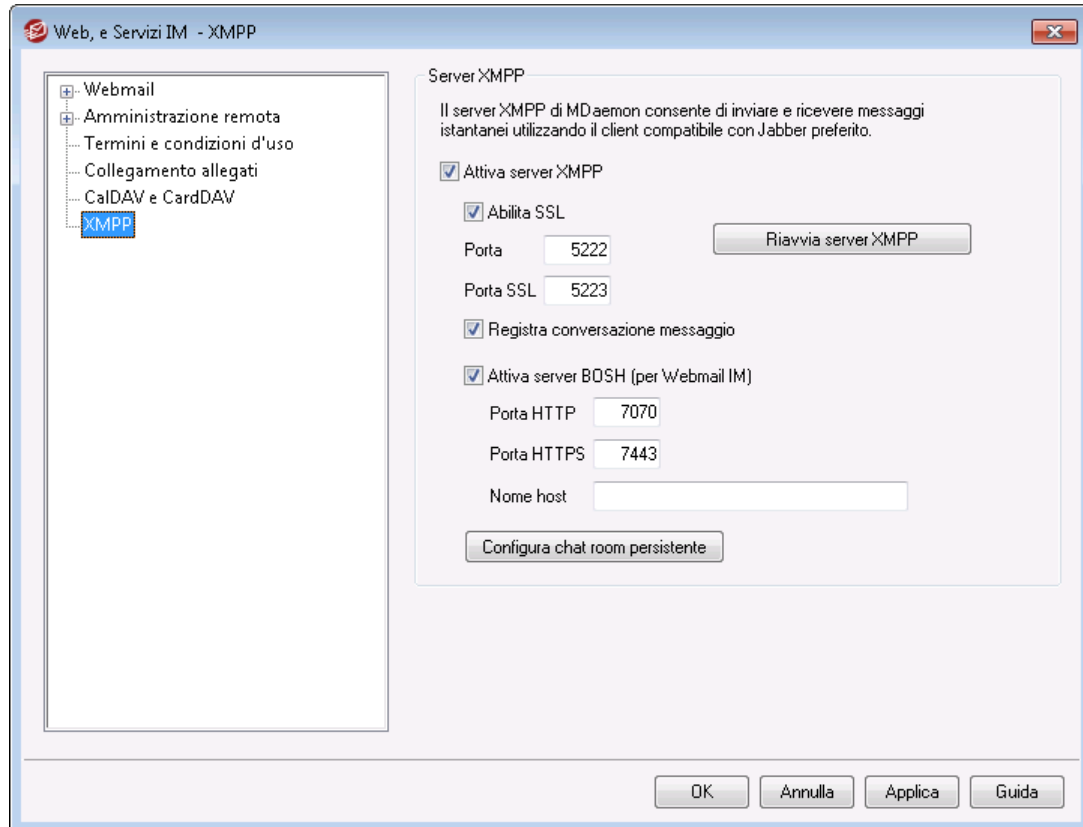 Web, e Servizi IM - XMPP
Webmail
Amministrazione remota
Termini e condizioni d'uso
Collegamento allegati
CalDAV e CardDAV
XMPP
Server XMPP
Il server XMPP di MDaemon consente di inviare e ricevere messaggi
istantanei utilizzando il client compatibile con Jabber preferito.
Attiva server XMPP
Abilita SSL
Porta 5222
Riavvia server XMPP
Porta SSL 5223
Registra conversazione messaggio
Attiva server BOSH (per Webmail IM)
Porta HTTP 7070
Porta HTTPS 7443
Nome host
Configura chat room persistente
OK Annulla Applica Guida